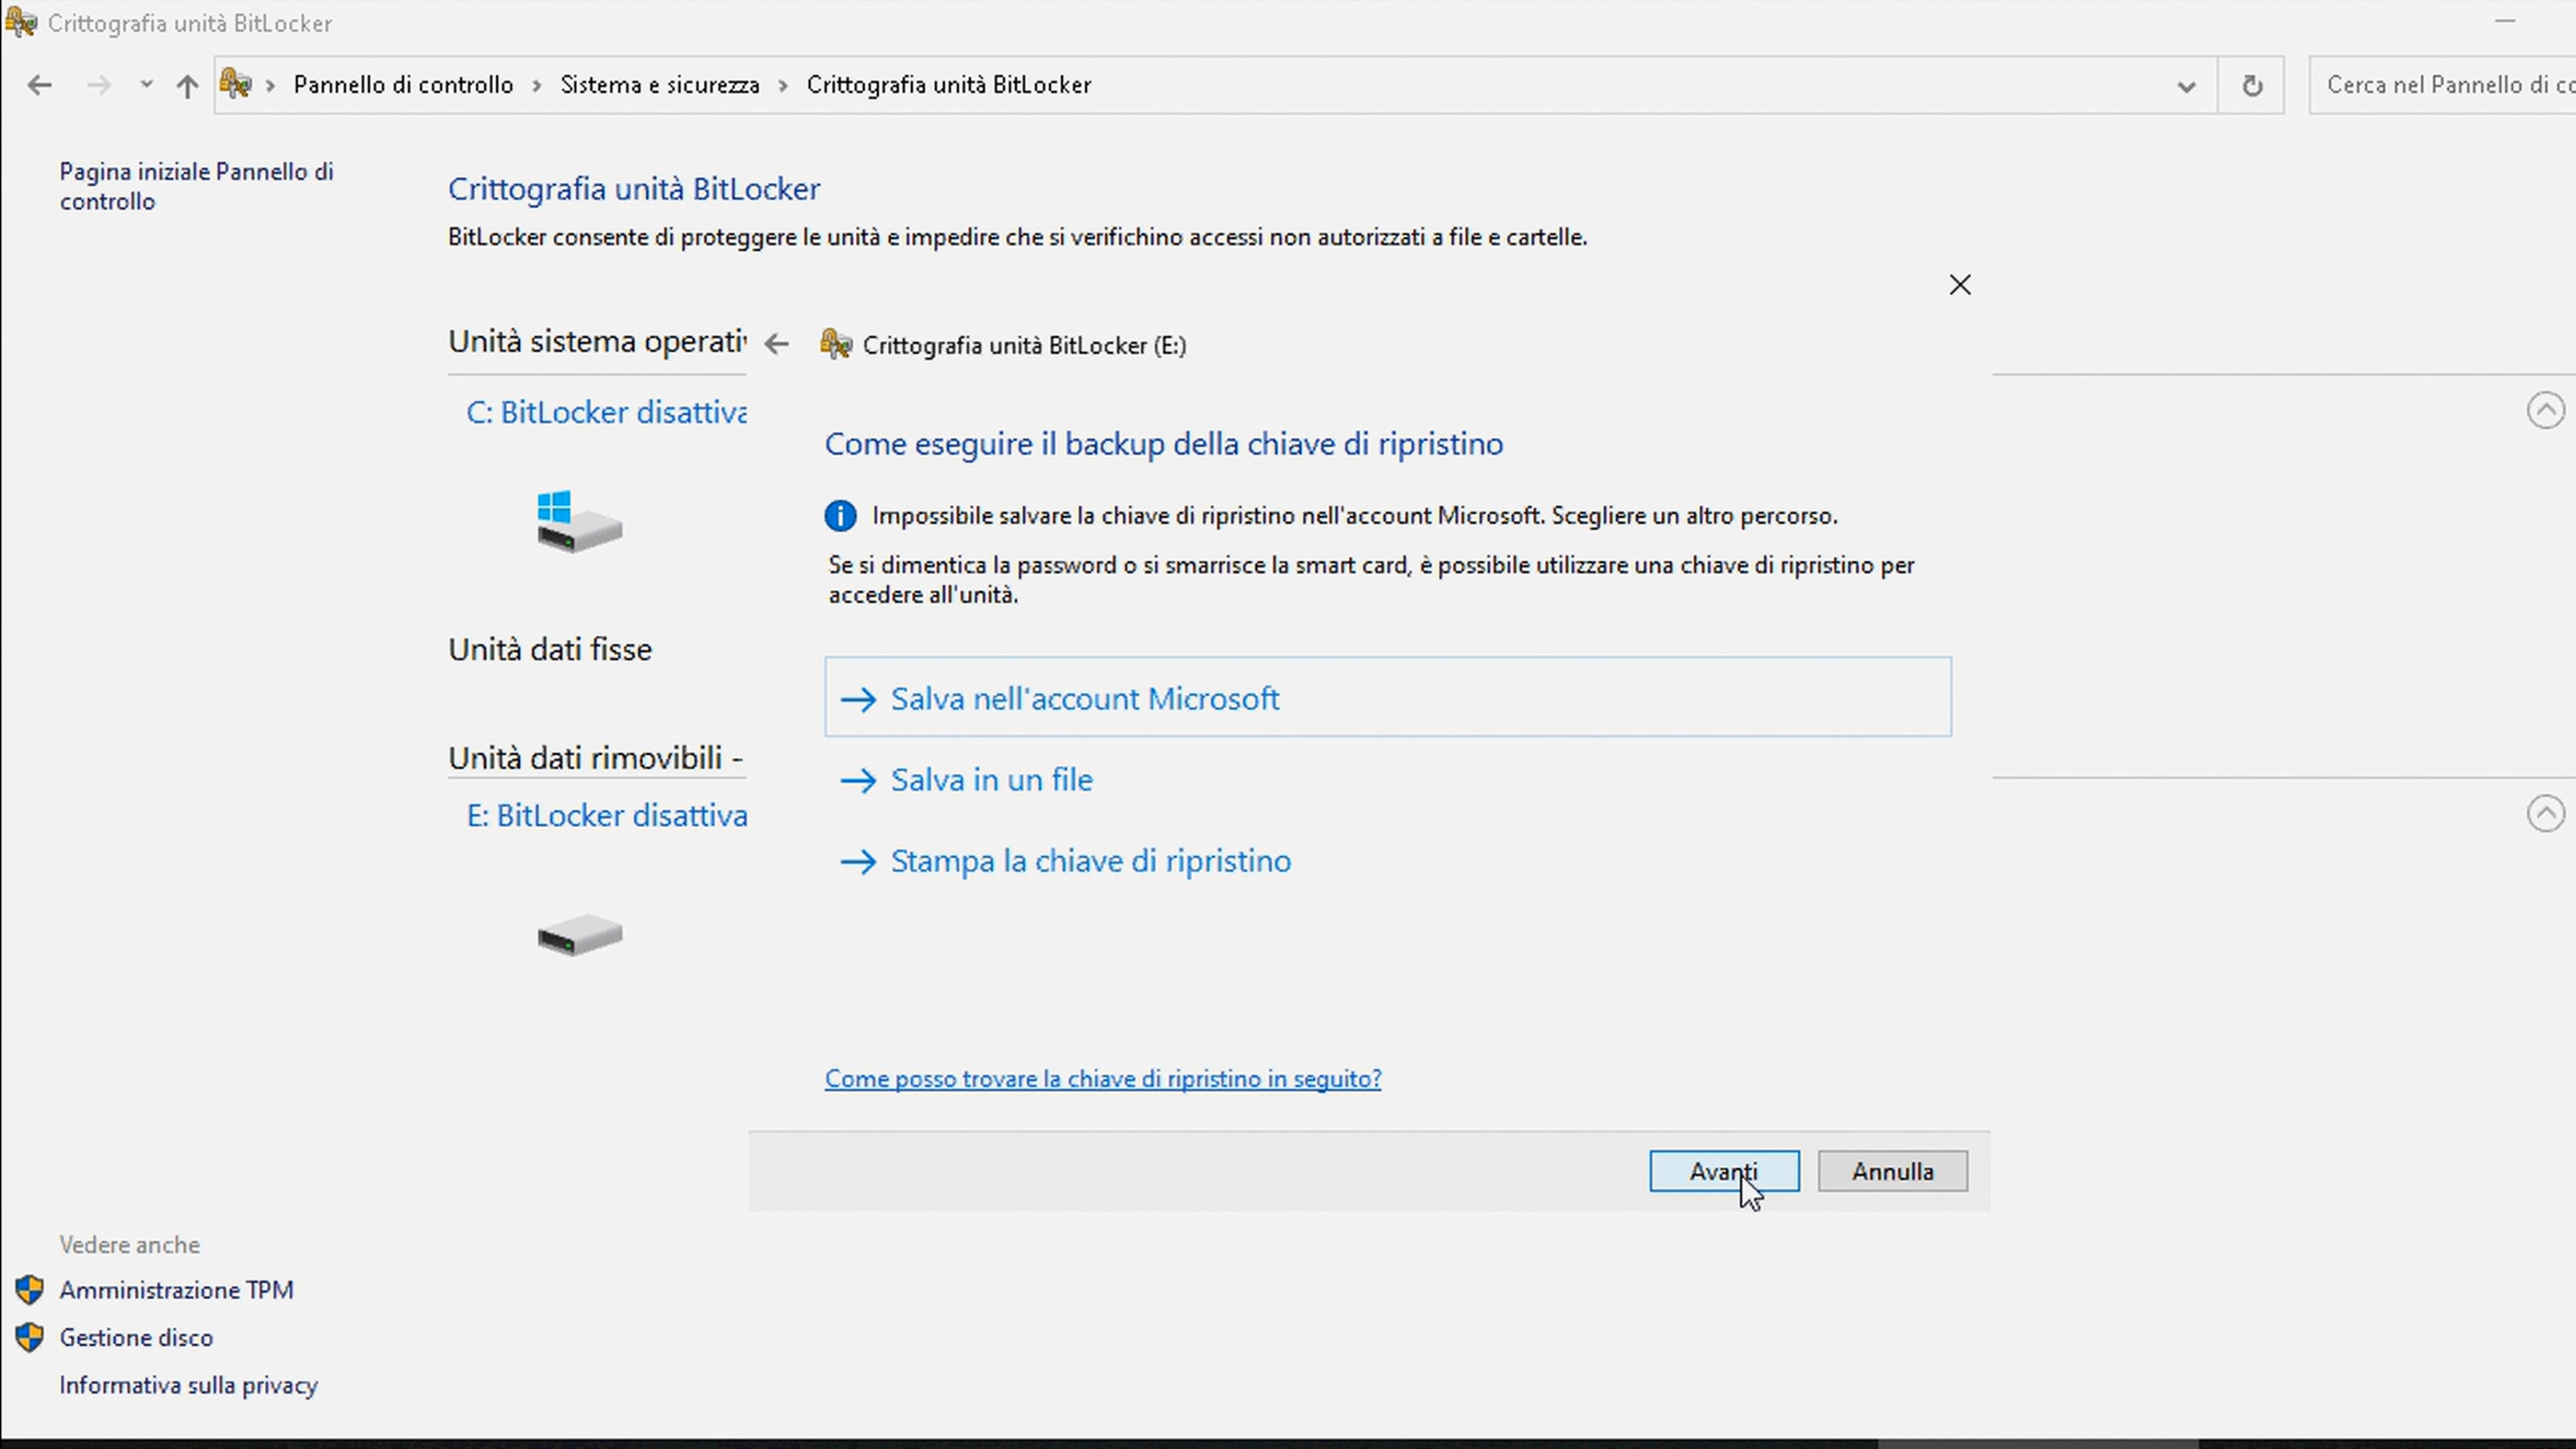 Crittografia unità BitLocker
Pannello di controllo
Sistema e sicurezza
Crittografia unità BitLocker
Cerca nel Pannello di co
Pagina iniziale Pannello di
controllo
Crittografia unità BitLocker
BitLocker consente di proteggere le unità e impedire che si verifichino accessi non autorizzati a file e cartelle.
Unità sistema operativ
C: BitLocker disattiva
Unità dati fisse
Unità dati rimovibili -
E: BitLocker disattiva
Crittografia unità BitLocker (E:)
Come eseguire il backup della chiave di ripristino
Impossibile salvare la chiave di ripristino nell'account Microsoft. Scegliere un altro percorso.
Se si dimentica la password o si smarrisce la smart card, è possibile utilizzare una chiave di ripristino per
accedere all'unità.
Salva nell'account Microsoft
Salva in un file
Stampa la chiave di ripristino
Come posso trovare la chiave di ripristino in seguito?
Avanti
Annulla
Vedere anche
Amministrazione TPM
Gestione disco
Informativa sulla privacy